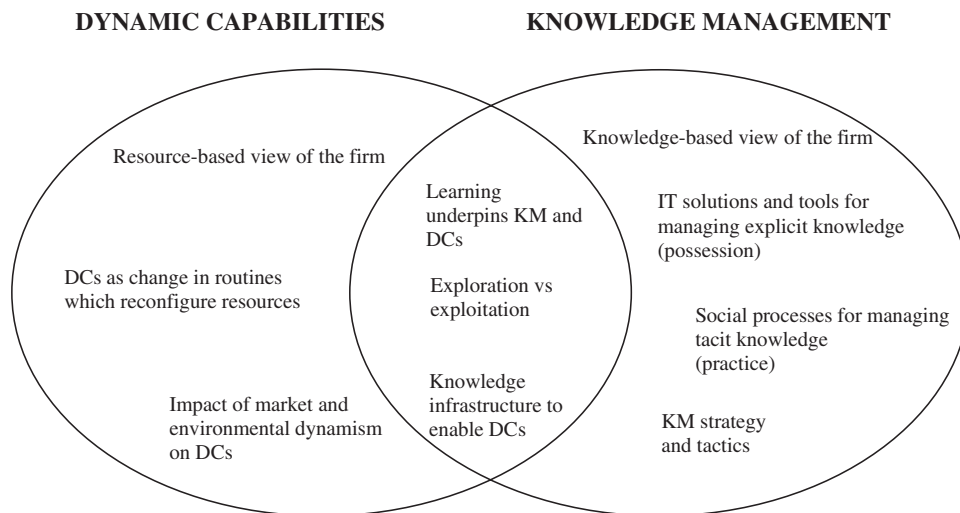 DYNAMIC CAPABILITIES
KNOWLEDGE MANAGEMENT
Resource-based view of the firm
DCs as change in routines
which reconfigure resources
Impact of market and
environmental dynamism
on DCs
Learning
underpins KM and
DCs
Exploration vs
exploitation
Knowledge
infrastructure to
enable DCs
Knowledge-based view of the firm
IT solutions and tools for
managing explicit knowledge
(possession)
Social processes for managing
tacit knowledge
(practice)
KM strategy
and tactics